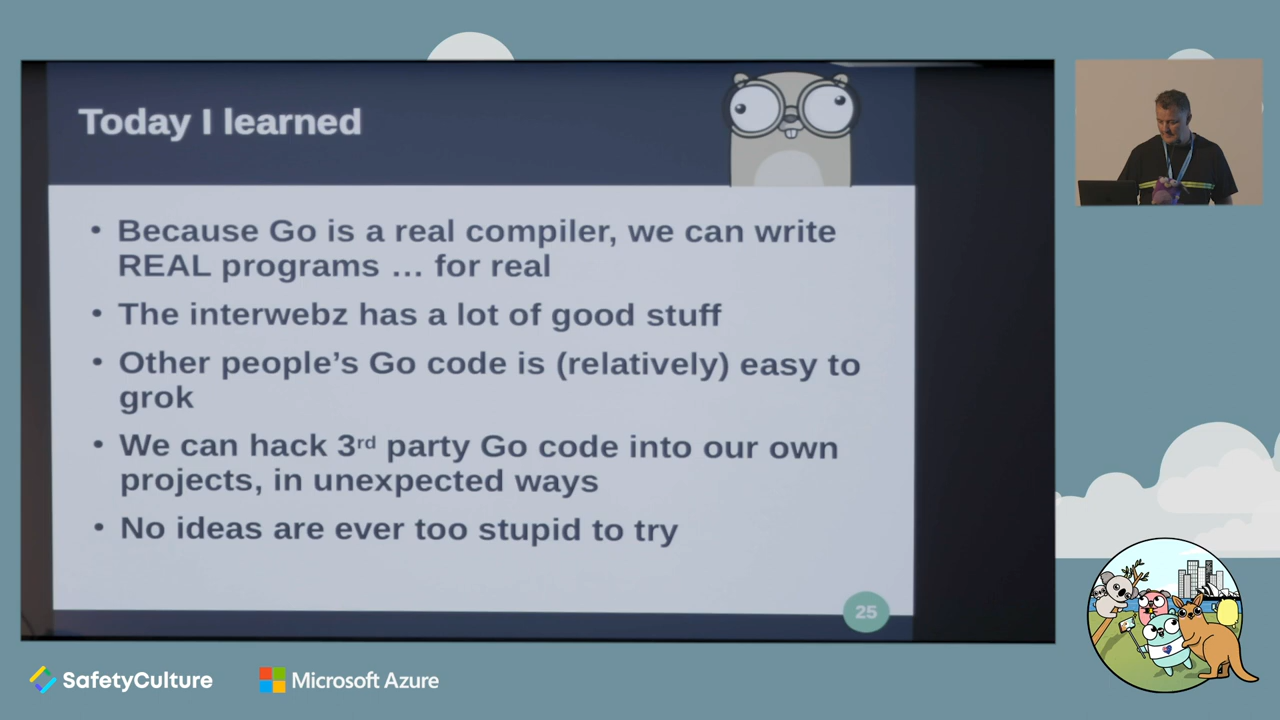 Today I learned
• Because Go is a real compiler, we can write
REAL programs … for real
• The interwebz has a lot of good stuff
• Other people’s Go code is (relatively) easy to
grok
• We can hack 3rd party Go code into our own
projects, in unexpected ways
• No ideas are ever too stupid to try
25
SafetyCulture
Microsoft Azure